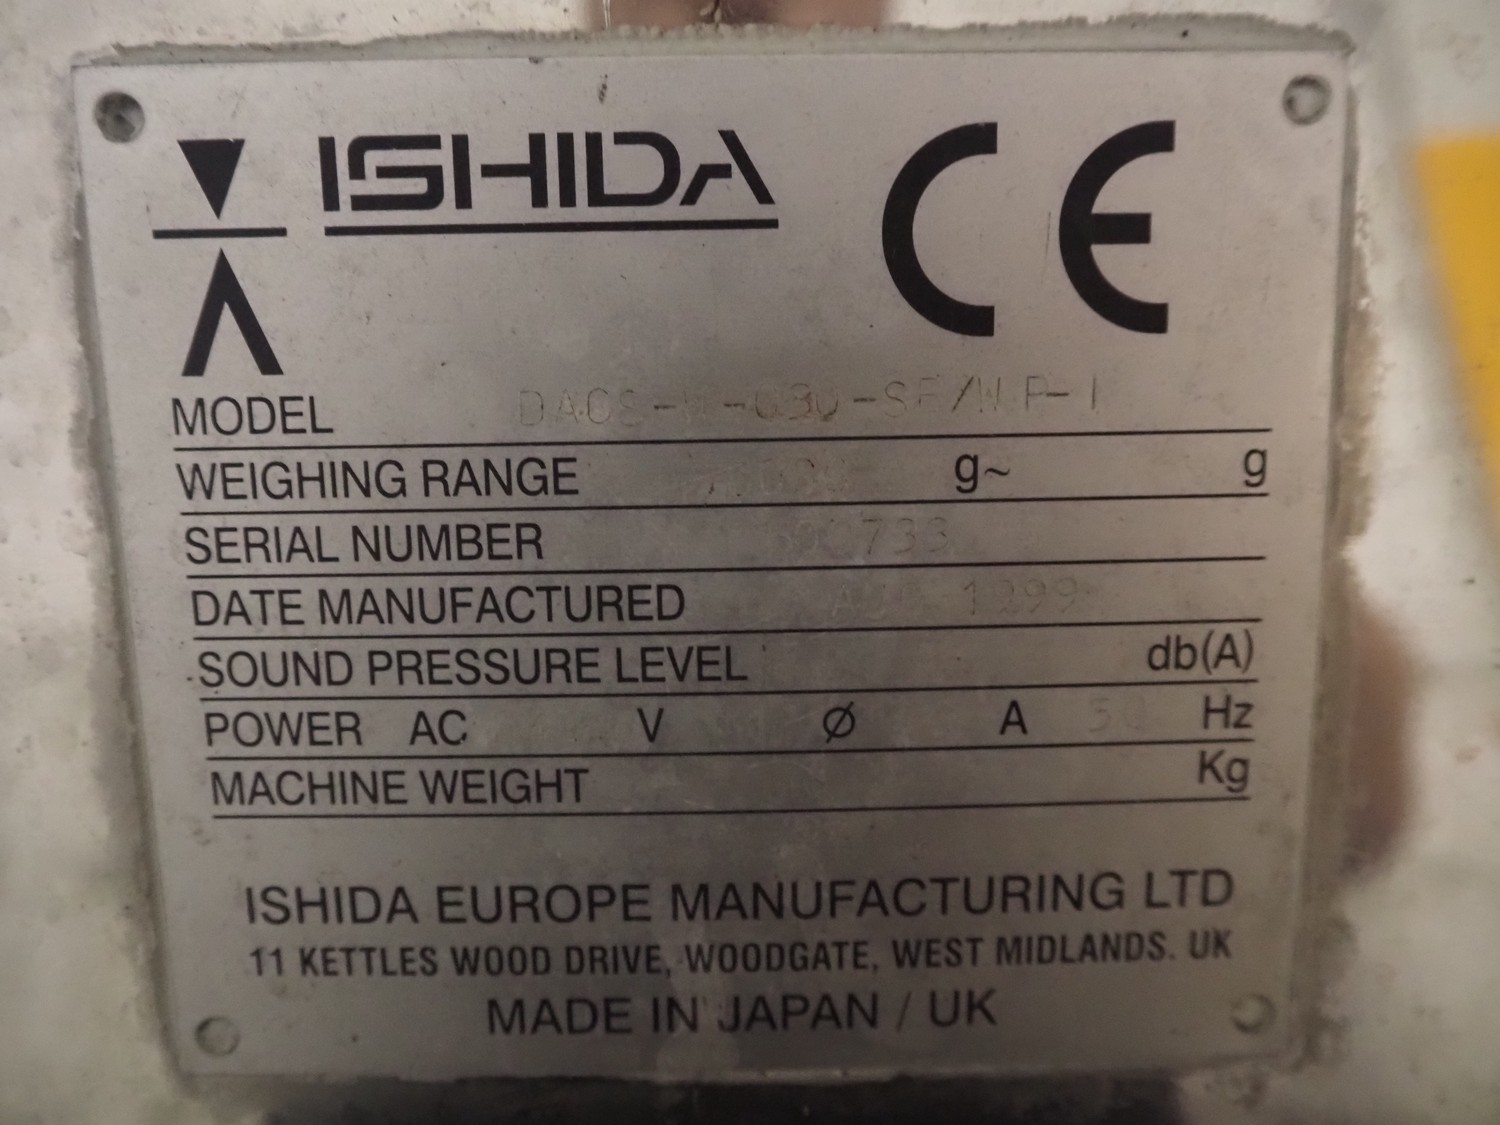 ISHIDA CE
MODEL
WEIGHING RANGE g~ g
SERIAL NUMBER
DATE MANUFACTURED
SOUND PRESSURE LEVEL db(A)
POWER AC V Ø A 50 Hz
MACHINE WEIGHT Kg
ISHIDA EUROPE MANUFACTURING LTD
11 KETTLES WOOD DRIVE, WOODGATE, WEST MIDLANDS. UK
MADE IN JAPAN / UK